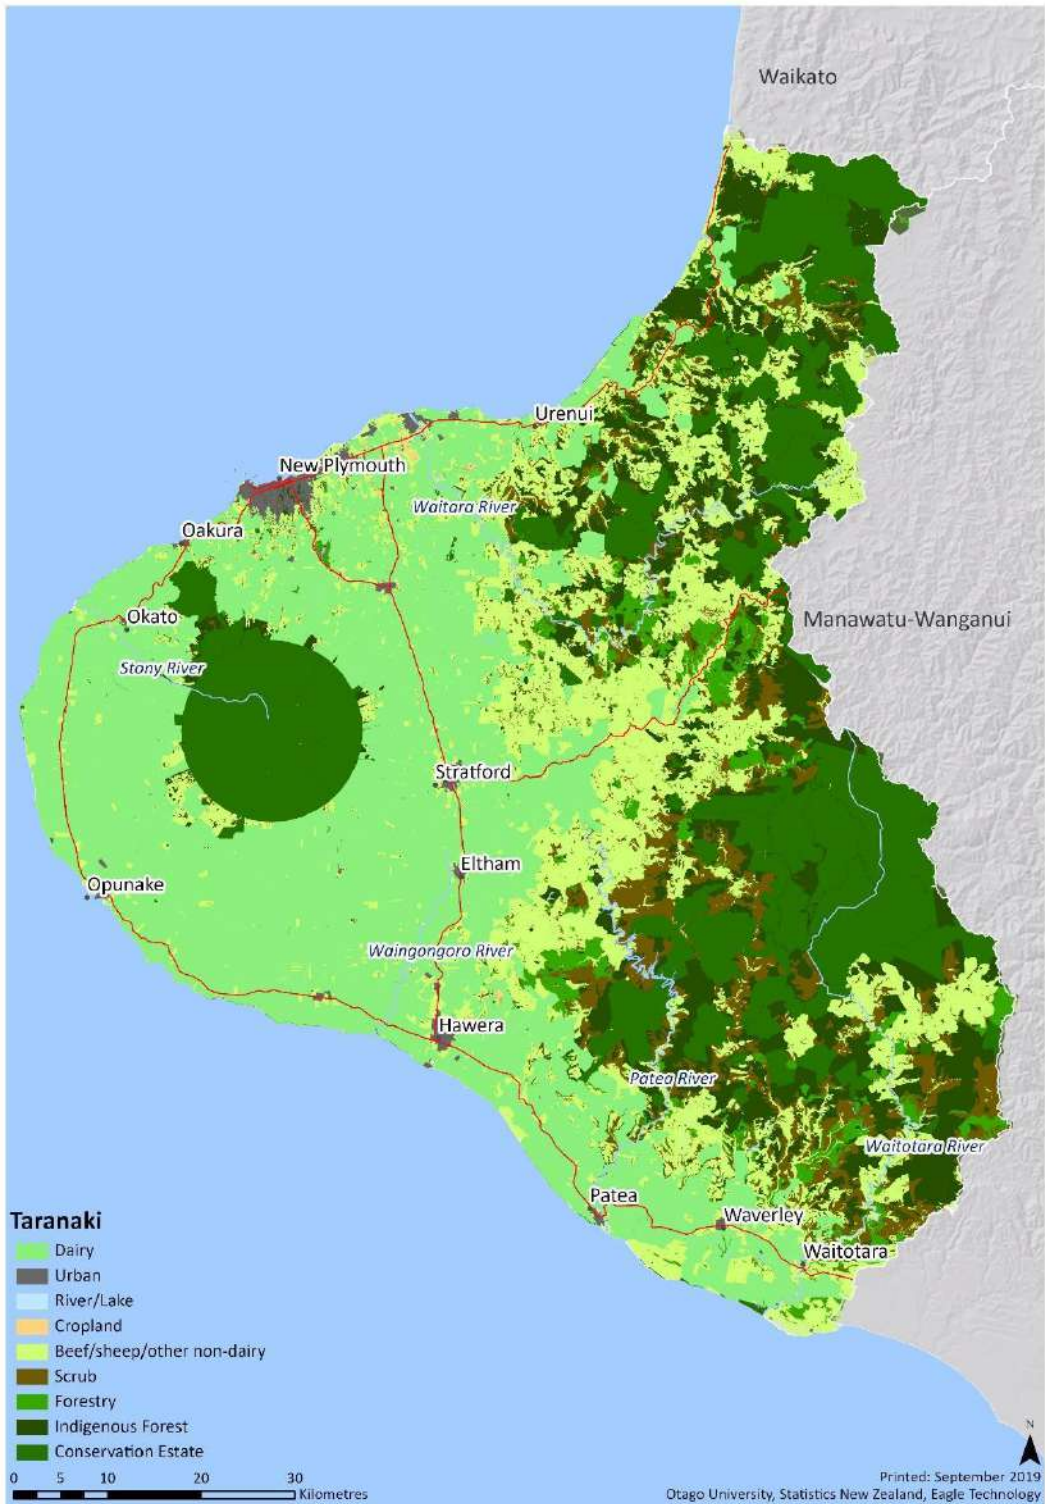 Waikato
Urenui
New Plymouth
Waitara River
Oakura
Okato
Manawatu-Wanganui
Stony River
Stratford
Eltham
Opunake
Waingongoro River
Hawera
Patea River
Waitotara River
Patea
Waverley
Waitotara
Taranaki
Dairy
Urban
River/Lake
Cropland
Beef/sheep/other non-dairy
Scrub
Forestry
Indigenous Forest
Conservation Estate
N
0 5 10 20 30
Kilometres
Printed: September 2019
Otago University, Statistics New Zealand, Eagle Technology